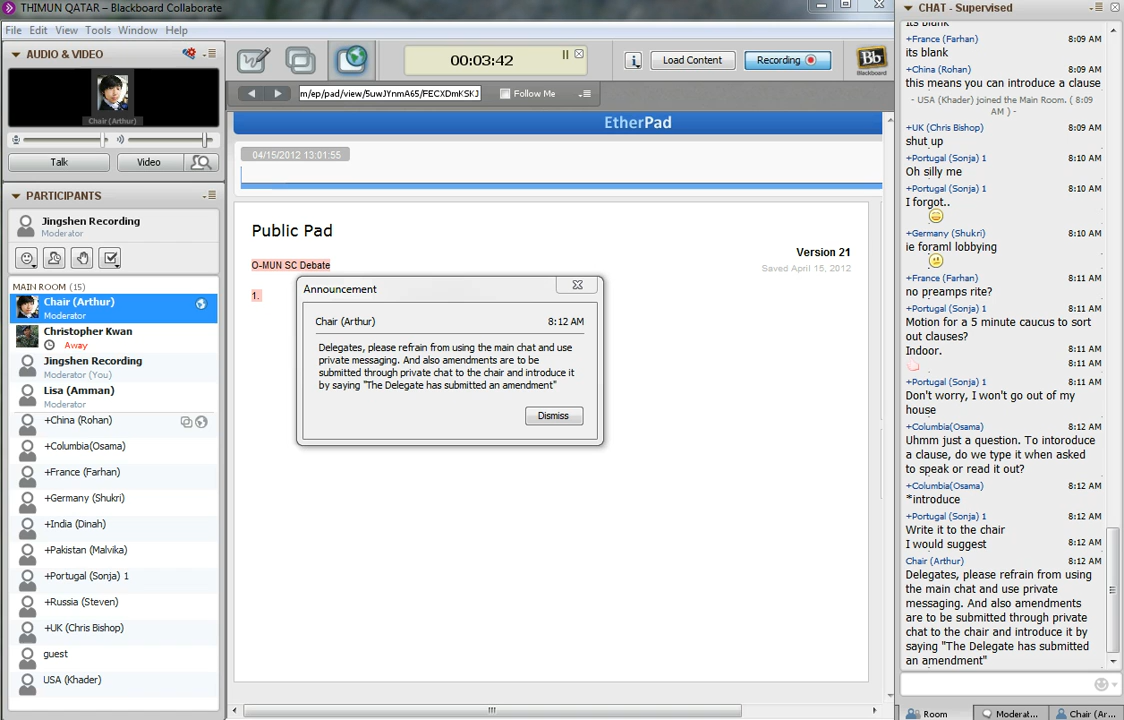 THIMUN QATAR – Blackboard Collaborate
File Edit View Tools Window Help
AUDIO & VIDEO
Chair (Arthur)
Talk
Video
PARTICIPANTS
Jingshen Recording
Moderator
MAIN ROOM (15)
Chair (Arthur)
Moderator
Christopher Kwan
Away
Jingshen Recording
Moderator (You)
Lisa (Amman)
Moderator
+China (Rohan)
+Columbia(Osama)
+France (Farhan)
+Germany (Shukri)
+India (Dinah)
+Pakistan (Malvika)
+Portugal (Sonja) 1
+Russia (Steven)
+UK (Chris Bishop)
guest
USA (Khader)
00:03:42
Load Content
Recording
Bb
Blackboard
m/ep/pad/view/5uwJYnmA65/FECXDmKSKJ
Follow Me
EtherPad
04/15/2012 13:01:55
Public Pad
Version 21
Saved April 15, 2012
O-MUN SC Debate
1.
Announcement
Chair (Arthur) 8:12 AM
Delegates, please refrain from using the main chat and use
private messaging. And also amendments are to be
submitted through private chat to the chair and introduce it
by saying "The Delegate has submitted an amendment"
Dismiss
CHAT - Supervised
its blank
+France (Farhan) 8:09 AM
its blank
+China (Rohan) 8:09 AM
this means you can introduce a clause
- USA (Khader) joined the Main Room. ( 8:09
AM ) -
+UK (Chris Bishop) 8:09 AM
shut up
+Portugal (Sonja) 1 8:10 AM
Oh silly me
+Portugal (Sonja) 1 8:10 AM
I forgot..
+Germany (Shukri) 8:10 AM
ie foraml lobbying
+France (Farhan) 8:11 AM
no preamps rite?
+Portugal (Sonja) 1 8:11 AM
Motion for a 5 minute caucus to sort
out clauses?
Indoor. 8:11 AM
8:11 AM
+Portugal (Sonja) 1 8:11 AM
Don't worry, I won't go out of my
house
+Columbia(Osama) 8:12 AM
Uhmm just a question. To intoroduce
a clause, do we type it when asked
to speak or read it out?
+Columbia(Osama) 8:12 AM
*introduce
+Portugal (Sonja) 1 8:12 AM
Write it to the chair
I would suggest 8:12 AM
Chair (Arthur) 8:12 AM
Delegates, please refrain from using
the main chat and use private
messaging. And also amendments
are to be submitted through private
chat to the chair and introduce it by
saying "The Delegate has submitted
an amendment"
Room
Moderat...
Chair (Ar...